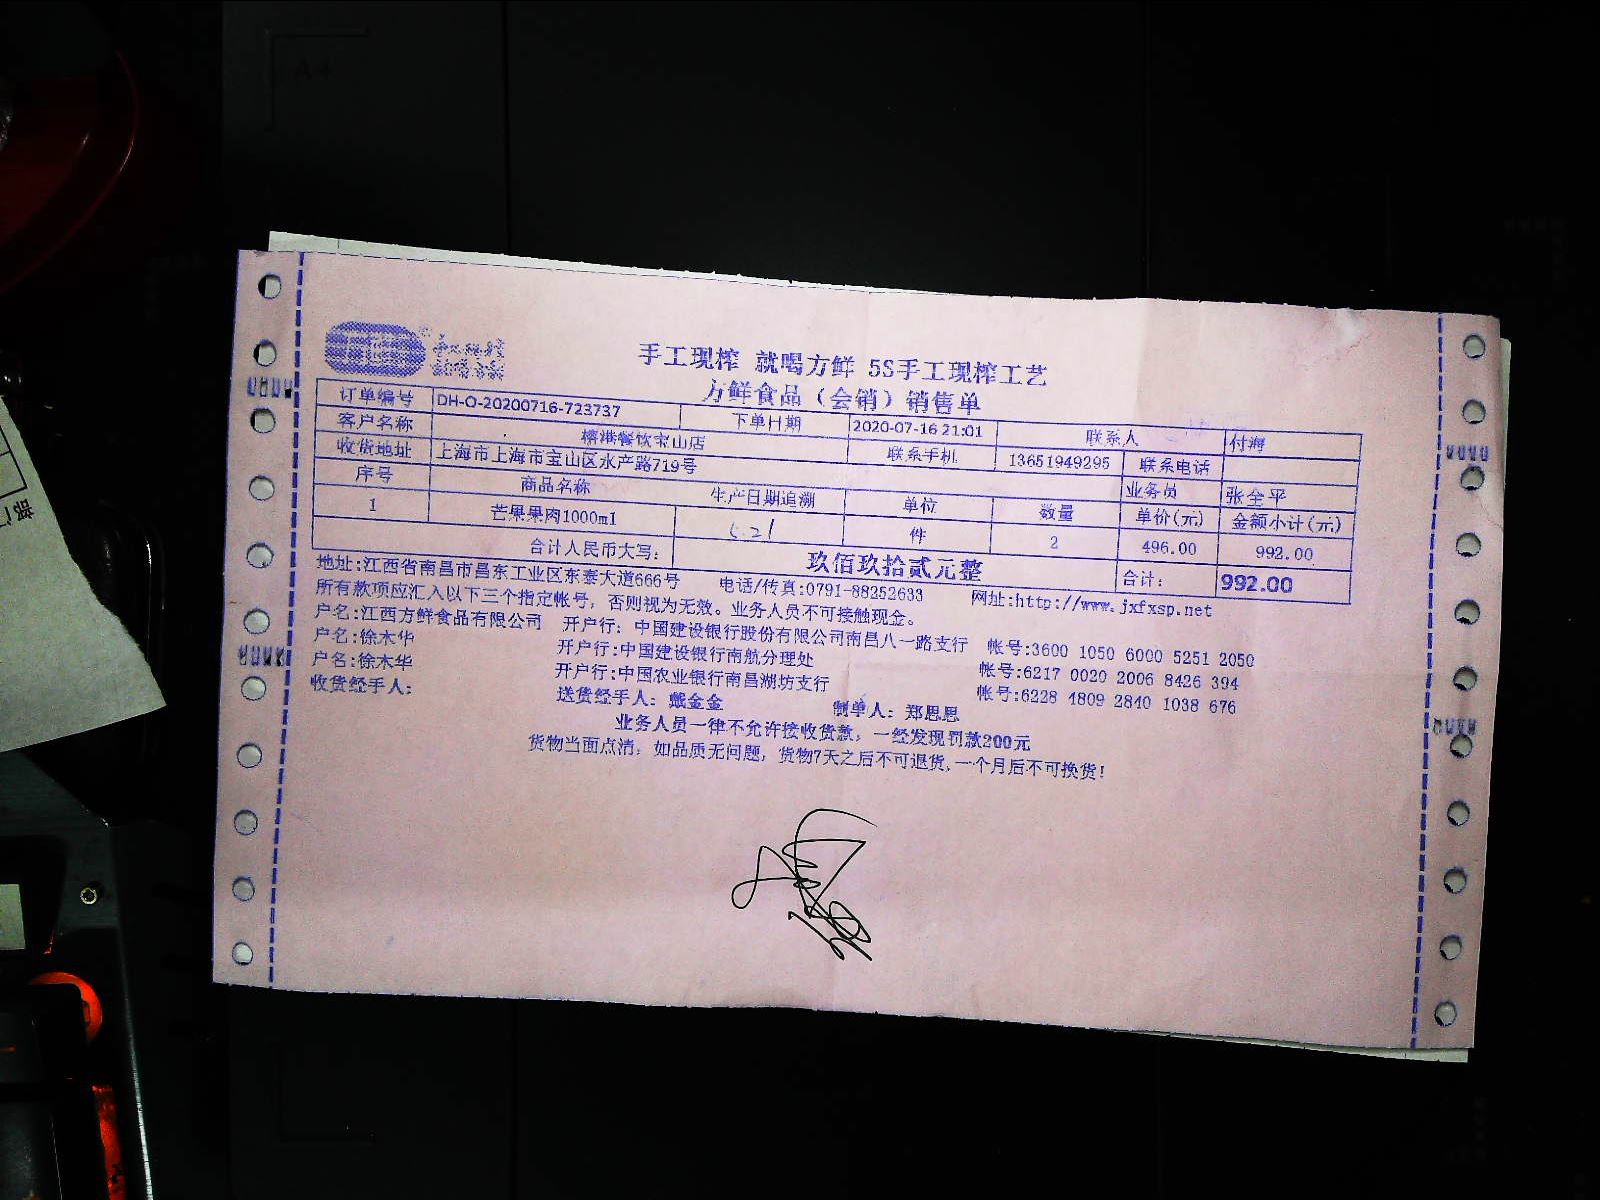 手工现榨 就喝方鲜 5S手工现榨工艺
方鲜食品（会销）销售单
订单编号 DH-O-20200716-723737 下单日期 2020-07-16 21:01 联系人 付海
客户名称 榕港餐饮宝山店 联系手机 13651949295 联系电话
收货地址 上海市上海市宝山区水产路719号 业务员 张全平
序号 商品名称 生产日期追溯 单位 数量 单价(元) 金额小计(元)
1 芒果果肉1000ml 5.21 件 2 496.00 992.00
合计人民币大写: 玖佰玖拾贰元整 合计: 992.00
地址:江西省南昌市昌东工业区东泰大道666号 电话/传真:0791-88252633 网址:http://www.jxfxsp.net
所有款项应汇入以下三个指定帐号，否则视为无效。业务人员不可接触现金。
户名:江西方鲜食品有限公司 开户行: 中国建设银行股份有限公司南昌八一路支行 帐号:3600 1050 6000 5251 2050
户名:徐木华 开户行:中国建设银行南航分理处 帐号:6217 0020 2006 8426 394
户名:徐木华 开户行:中国农业银行南昌湖坊支行 帐号:6228 4809 2840 1038 676
收货经手人: 送货经手人: 戴金金 制单人: 郑思思
业务人员一律不允许接收货款，一经发现罚款200元
货物当面点清，如品质无问题，货物7天之后不可退货,一个月后不可换货!